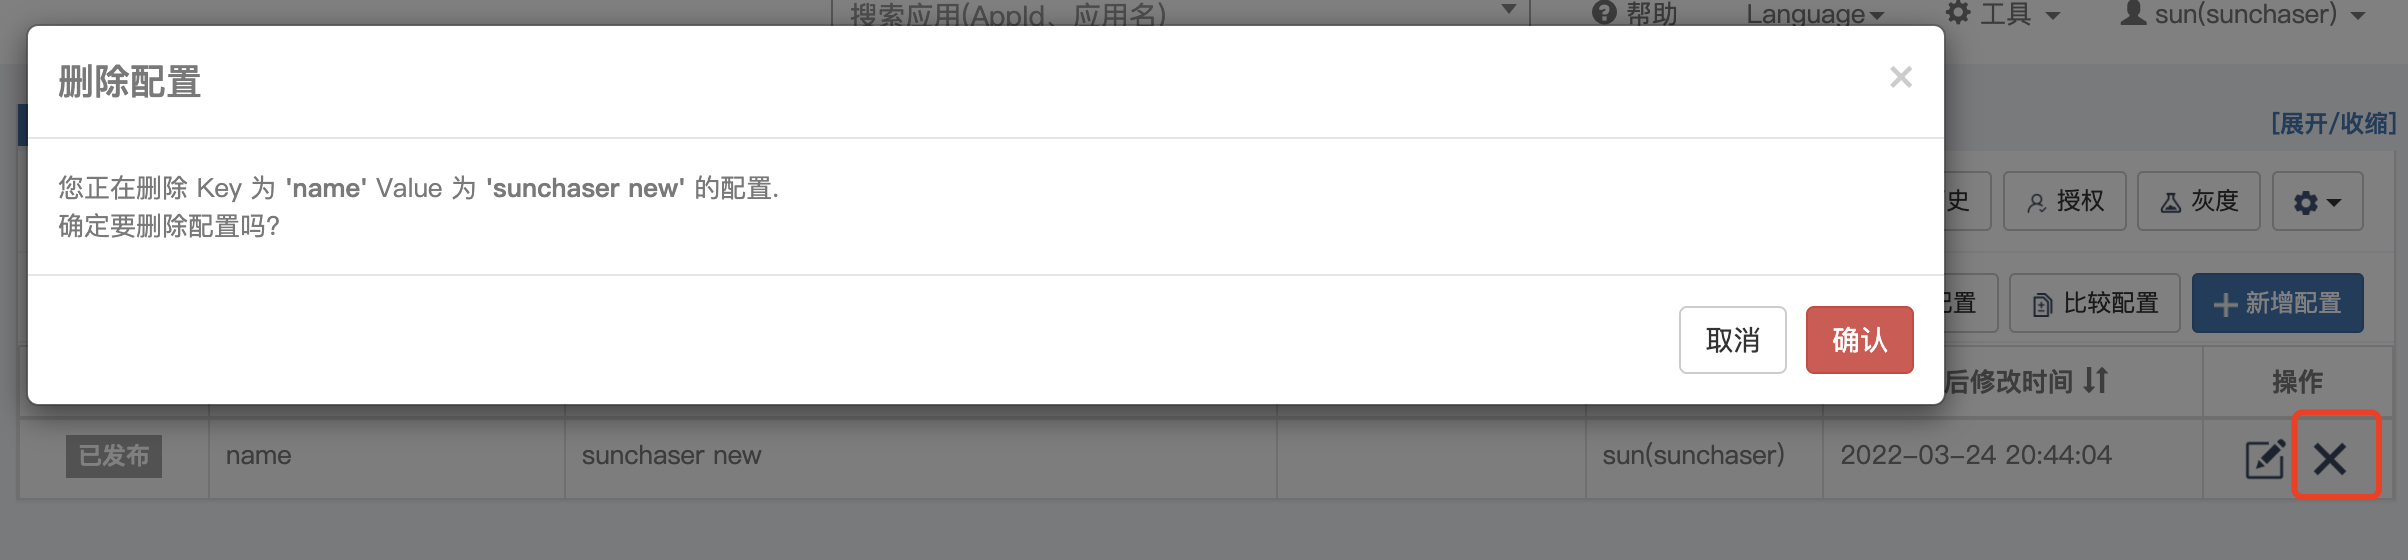 搜索应用(AppId、应用名)
帮助
Language
工具
sun(sunchaser)
删除配置
[展开/收缩]
您正在删除 Key 为 'name' Value 为 'sunchaser new' 的配置.
确定要删除配置吗?
史
授权
灰度
取消
确认
配置
比较配置
新增配置
后修改时间
操作
已发布
name
sunchaser new
sun(sunchaser)
2022-03-24 20:44:04